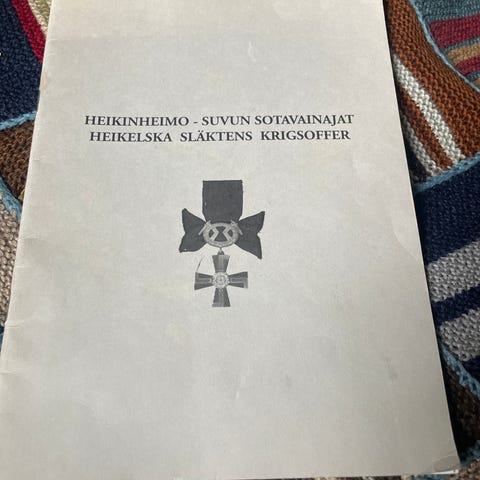 HEIKINHEIMO - SUVUN SOTAVAINAJAT
HEIKELSKA SLÄKTENS KRIGSOFFER